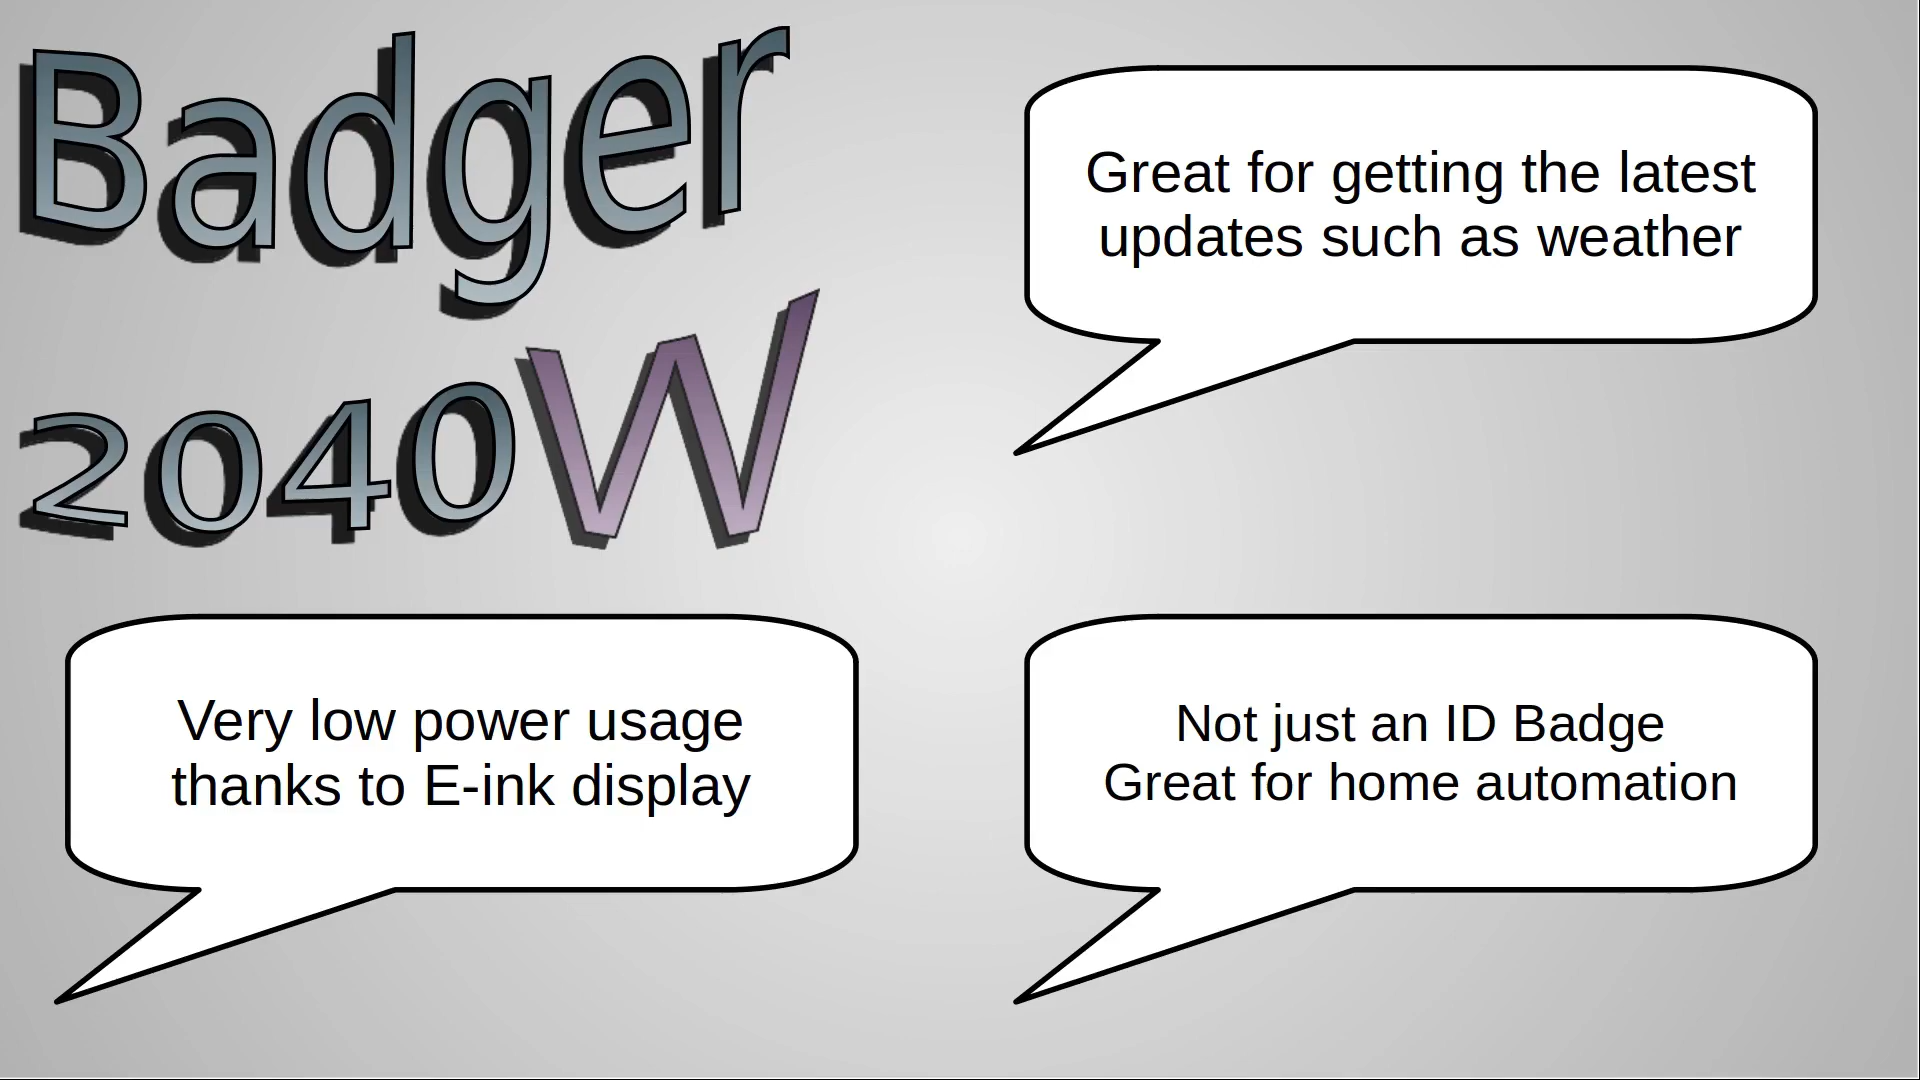 Badger
2040W
Great for getting the latest
updates such as weather
Very low power usage
thanks to E-ink display
Not just an ID Badge
Great for home automation